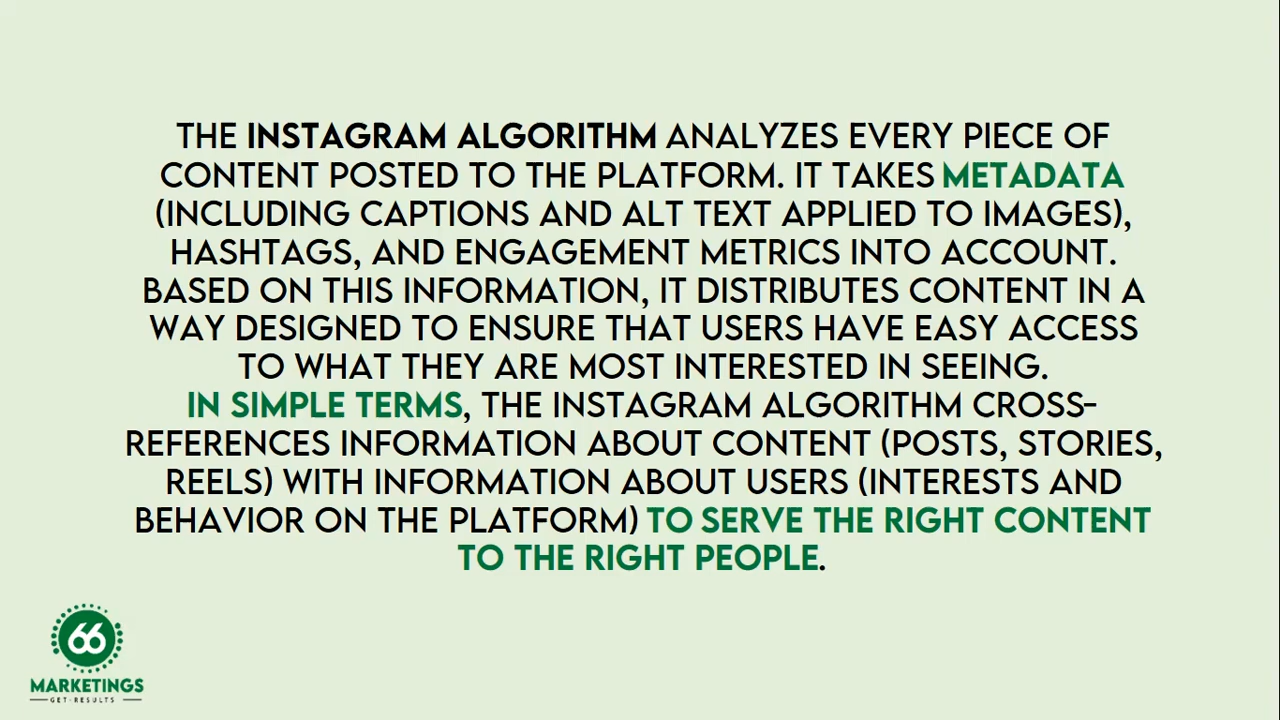 THE INSTAGRAM ALGORITHM ANALYZES EVERY PIECE OF
CONTENT POSTED TO THE PLATFORM. IT TAKES METADATA
(INCLUDING CAPTIONS AND ALT TEXT APPLIED TO IMAGES),
HASHTAGS, AND ENGAGEMENT METRICS INTO ACCOUNT.
BASED ON THIS INFORMATION, IT DISTRIBUTES CONTENT IN A
WAY DESIGNED TO ENSURE THAT USERS HAVE EASY ACCESS
TO WHAT THEY ARE MOST INTERESTED IN SEEING.
IN SIMPLE TERMS, THE INSTAGRAM ALGORITHM CROSS-
REFERENCES INFORMATION ABOUT CONTENT (POSTS, STORIES,
REELS) WITH INFORMATION ABOUT USERS (INTERESTS AND
BEHAVIOR ON THE PLATFORM) TO SERVE THE RIGHT CONTENT
TO THE RIGHT PEOPLE.
66
MARKETINGS
GET-RESULTS